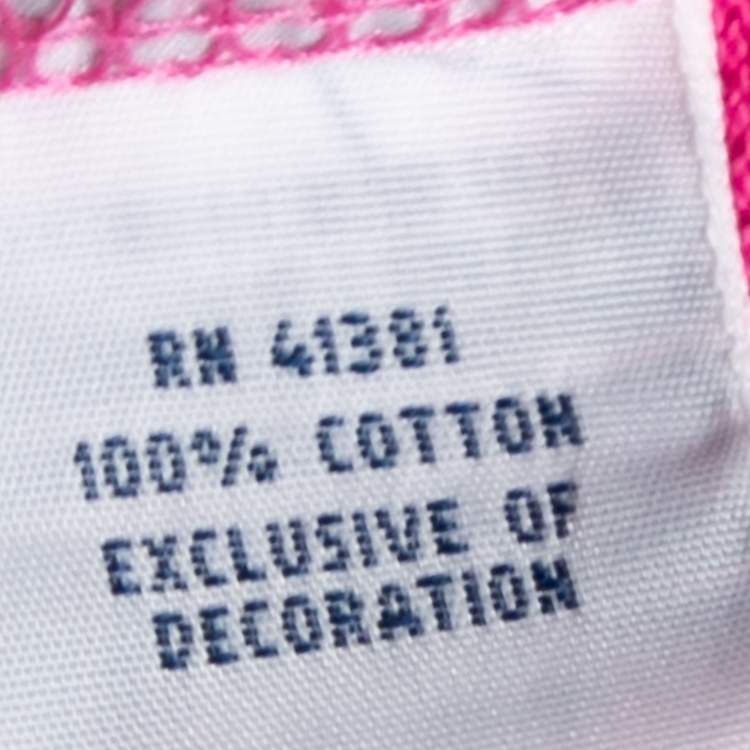 RN 41381
100% COTTON
EXCLUSIVE OF
DECORATION